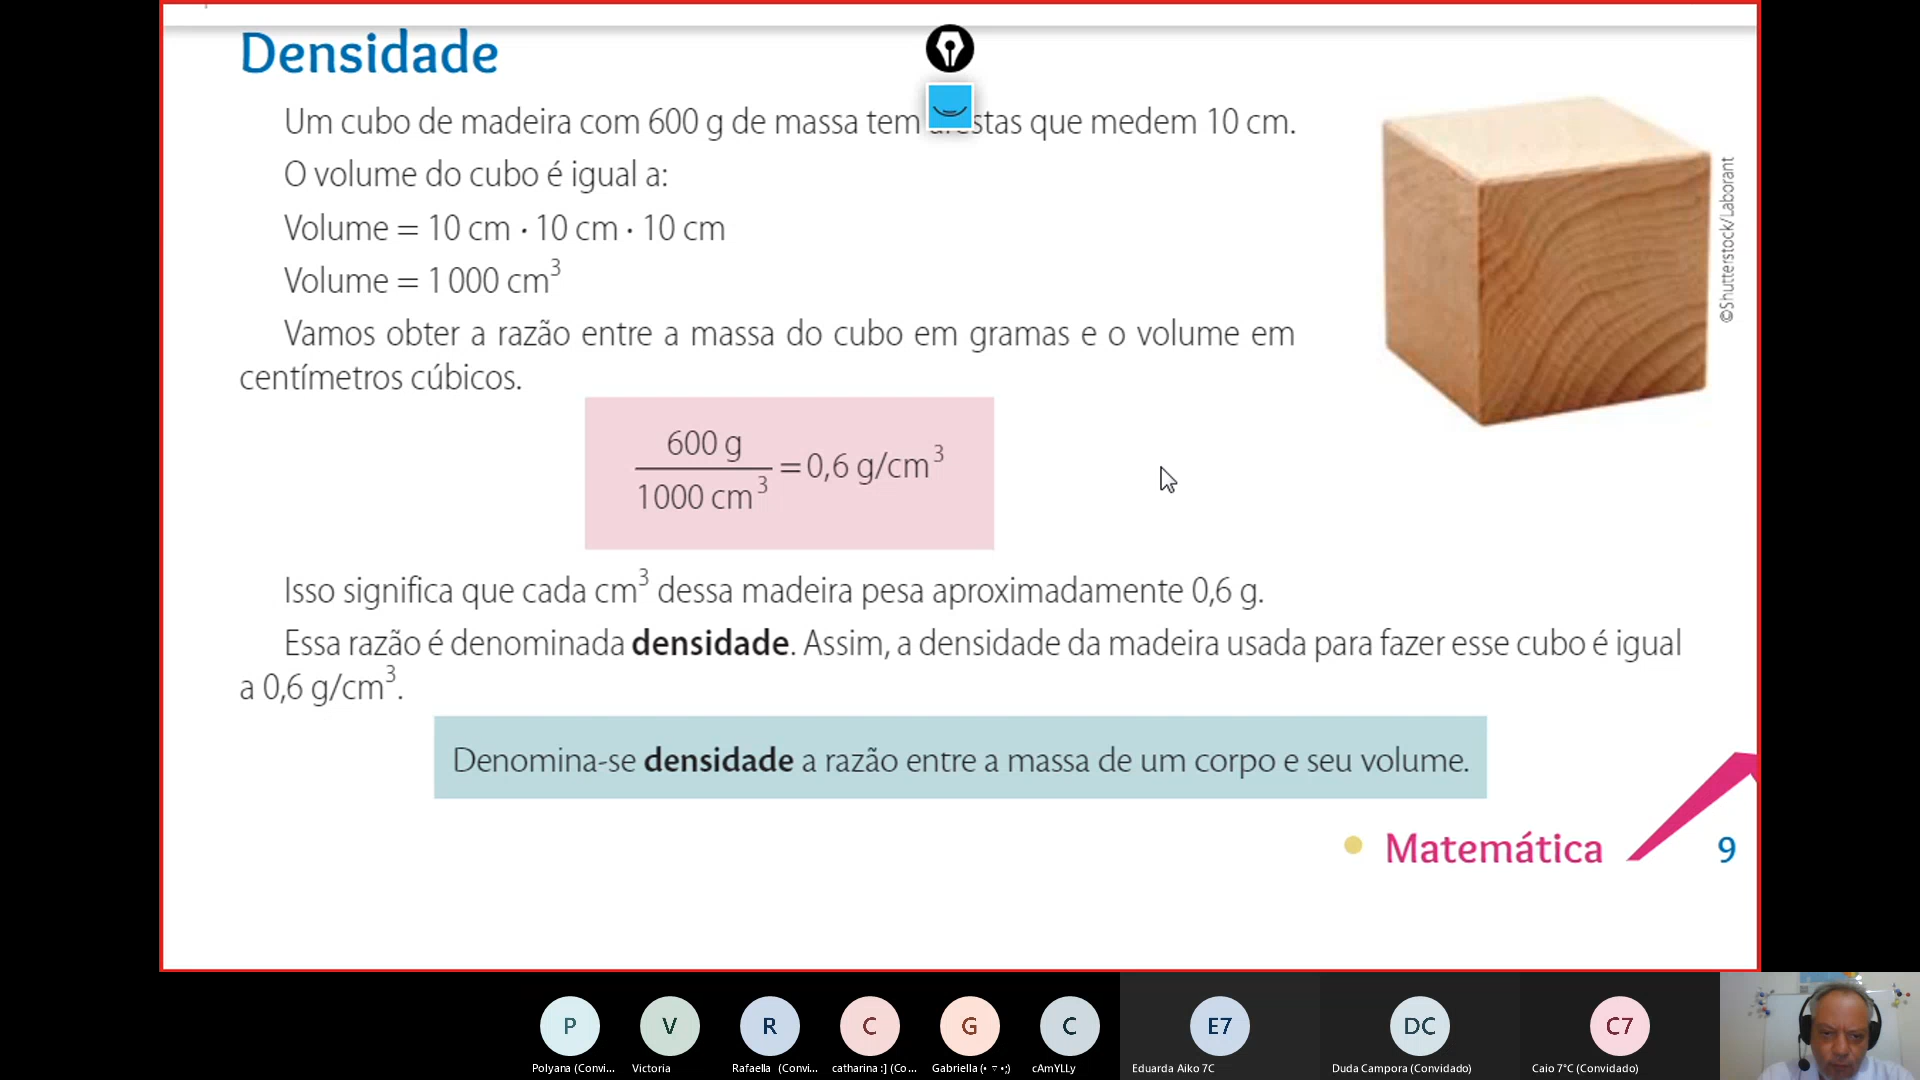 Densidade
Um cubo de madeira com 600 g de massa tem que medem 10 cm.
O volume do cubo é igual a:
Volume = 10 cm · 10 cm · 10 cm
Volume = 1 000 cm³
Vamos obter a razão entre a massa do cubo em gramas e o volume em
centímetros cúbicos.
600 g
1000 cm³
= 0,6 g/cm³
©Shutterstock/Laborant
Isso significa que cada cm³ dessa madeira pesa aproximadamente 0,6 g.
Essa razão é denominada densidade. Assim, a densidade da madeira usada para fazer esse cubo é igual
a 0,6 g/cm³.
Denomina-se densidade a razão entre a massa de um corpo e seu volume.
• Matemática 9
P V R C G C E7 DC C7
Polyana (Convi... Victoria Rafaella (Convi... catharina :] (Co... Gabriella cAmYLLy Eduarda Aiko 7C Duda Campora (Convidado) Caio 7°C (Convidado)